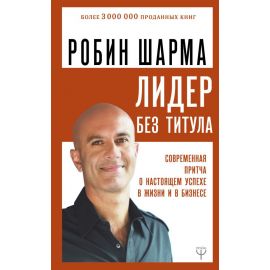 БОЛЕЕ 3 000 000 ПРОДАННЫХ КНИГ
РОБИН ШАРМА
ЛИДЕР
БЕЗ ТИТУЛА
СОВРЕМЕННАЯ
ПРИТЧА
О НАСТОЯЩЕМ УСПЕХЕ
В ЖИЗНИ И В БИЗНЕСЕ